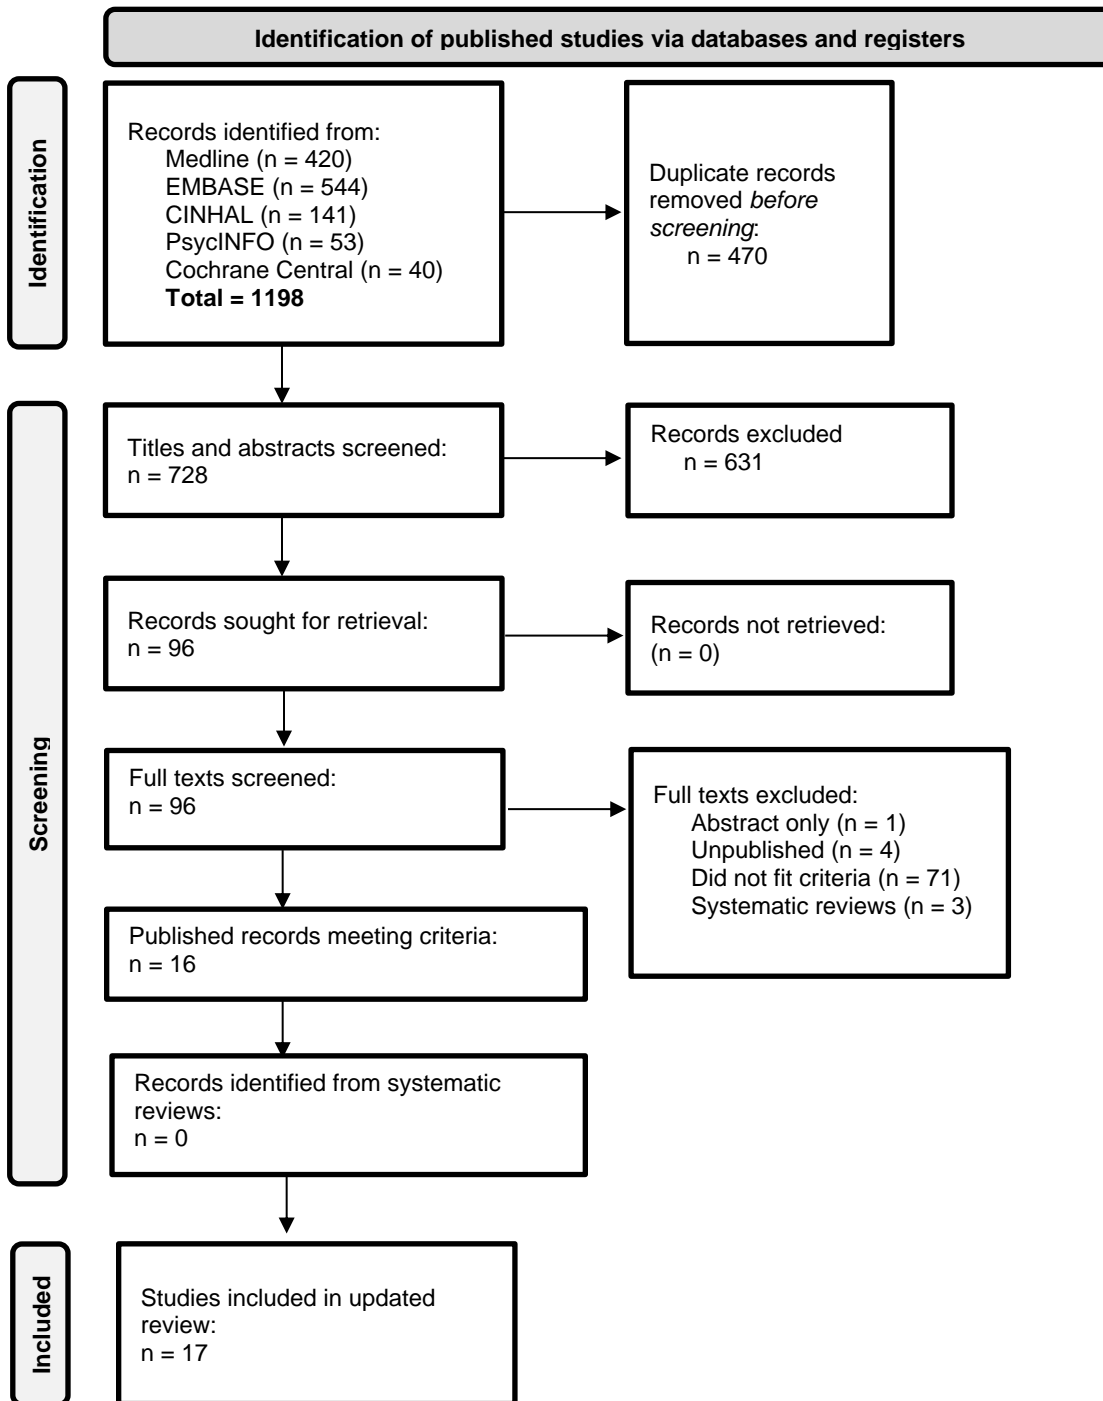 Identification of published studies via databases and registers
Identification
Records identified from:
Medline (n = 420)
EMBASE (n = 544)
CINHAL (n = 141)
PsycINFO (n = 53)
Cochrane Central (n = 40)
Total = 1198
Duplicate records
removed before
screening:
n = 470
Screening
Titles and abstracts screened:
n = 728
Records excluded
n = 631
Records sought for retrieval:
n = 96
Records not retrieved:
(n = 0)
Full texts screened:
n = 96
Full texts excluded:
Abstract only (n = 1)
Unpublished (n = 4)
Did not fit criteria (n = 71)
Systematic reviews (n = 3)
Published records meeting criteria:
n = 16
Records identified from systematic
reviews:
n = 0
Included
Studies included in updated
review:
n = 17